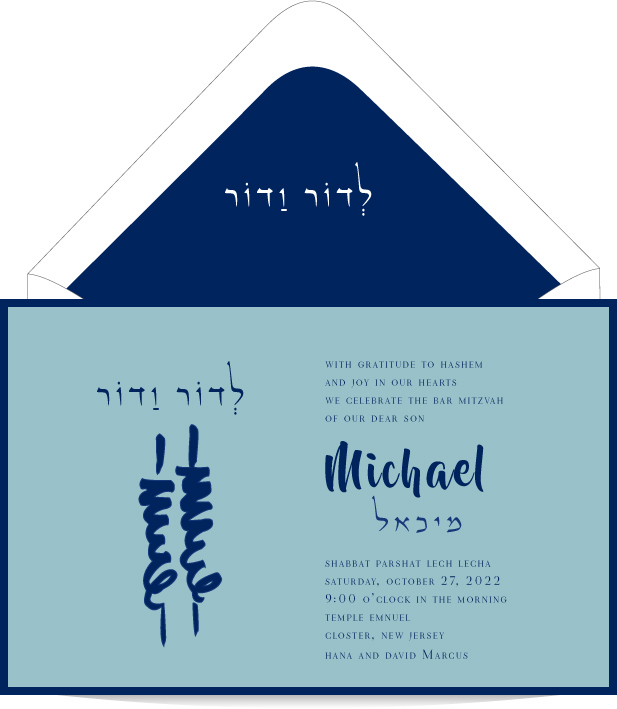 לְדוֹר וַדוֹר
לְדוֹר וַדוֹר
with gratitude to hashem
and joy in our hearts
we celebrate the bar mitzvah
of our dear son
Michael
מיכאל
shabbat parshat lech lecha
saturday, october 27, 2022
9:00 o'clock in the morning
temple emnuel
closter, new jersey
hana and david Marcus